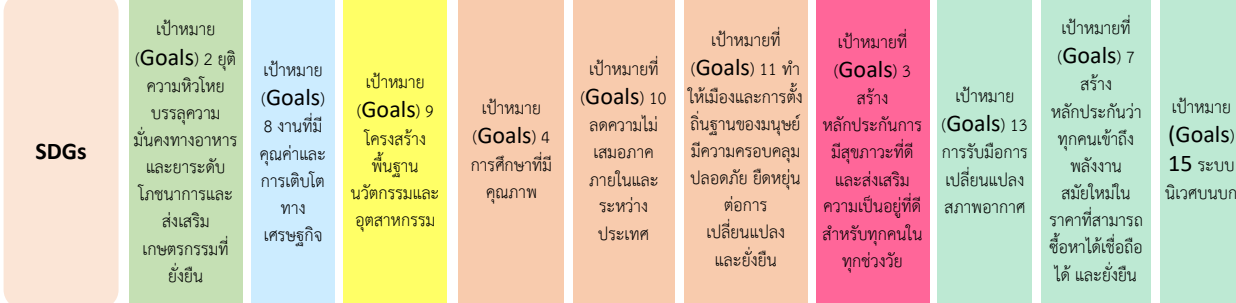 SDGs
เป้าหมาย
(Goals) 2 ยุติ
ความหิวโหย
บรรลุความ
มั่นคงทางอาหาร
และยาระดับ
โภชนาการและ
ส่งเสริม
เกษตรกรรมที่
ยั่งยืน
เป้าหมาย
(Goals)
8 งานที่มี
คุณค่าและ
การเติบโต
ทาง
เศรษฐกิจ
เป้าหมาย
(Goals) 9
โครงสร้าง
พื้นฐาน
นวัตกรรมและ
อุตสาหกรรม
เป้าหมาย
(Goals) 4
การศึกษาที่มี
คุณภาพ
เป้าหมายที่
(Goals) 10
ลดความไม่
เสมอภาค
ภายในและ
ระหว่าง
ประเทศ
เป้าหมายที่
(Goals) 11 ทำ
ให้เมืองและการตั้ง
ถิ่นฐานของมนุษย์
มีความครอบคลุม
ปลอดภัย ยืดหยุ่น
ต่อการ
เปลี่ยนแปลง
และยั่งยืน
เป้าหมายที่
(Goals) 3
สร้าง
หลักประกันการ
มีสุขภาวะที่ดี
และส่งเสริม
ความเป็นอยู่ที่ดี
สำหรับทุกคนใน
ทุกช่วงวัย
เป้าหมาย
(Goals) 13
การรับมือการ
เปลี่ยนแปลง
สภาพอากาศ
เป้าหมายที่
(Goals) 7
สร้าง
หลักประกันว่า
ทุกคนเข้าถึง
พลังงาน
สมัยใหม่ใน
ราคาที่สามารถ
ซื้อหาได้เชื่อถือ
ได้ และยั่งยืน
เป้าหมาย
(Goals)
15 ระบบ
นิเวศบนบก